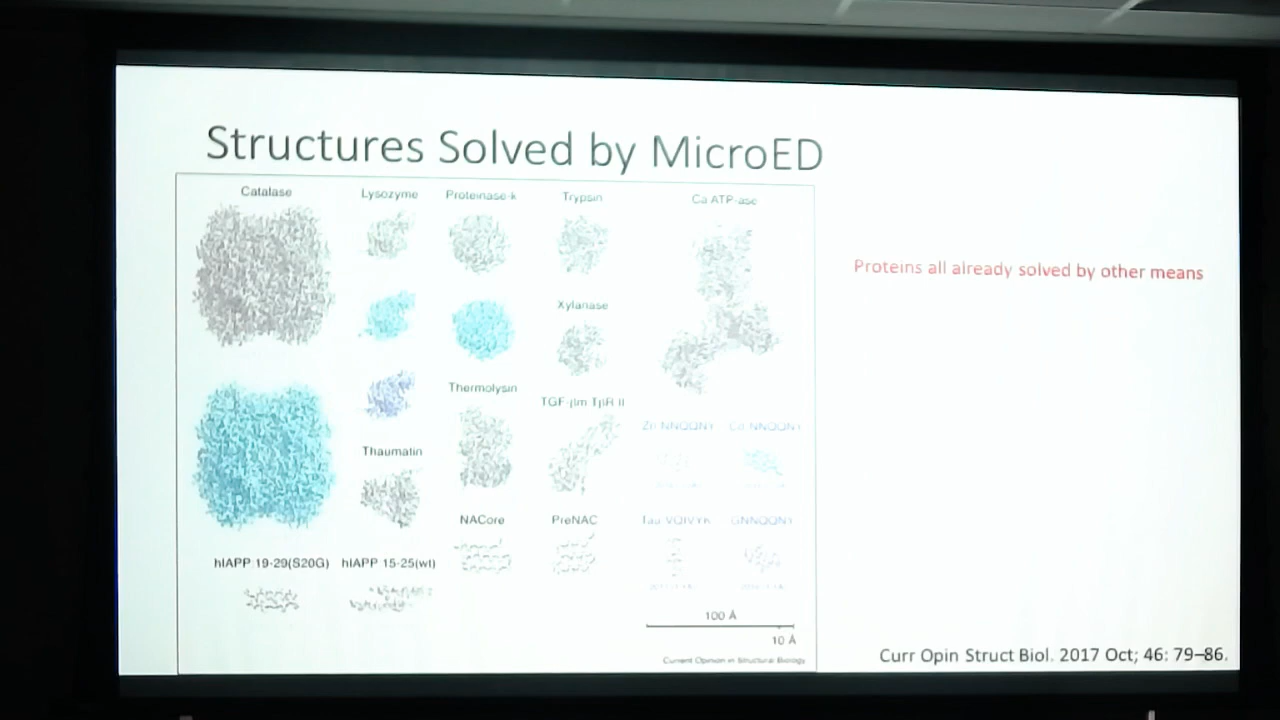 Structures Solved by MicroED
Catalase
Lysozyme
Proteinase-k
Trypsin
Ca ATP-ase
Proteins all already solved by other means
Xylanase
Thermolysin
TGF-βm TβR II
Zn NNQQNY
Cd NNQQNY
Thaumatin
NACore
PreNAC
Tau VQIVYK
GNNQQNY
hIAPP 19-29(S20G)
hIAPP 15-25(wt)
100 Å
10 Å
Current Opinion in Structural Biology
Curr Opin Struct Biol. 2017 Oct; 46: 79–86.